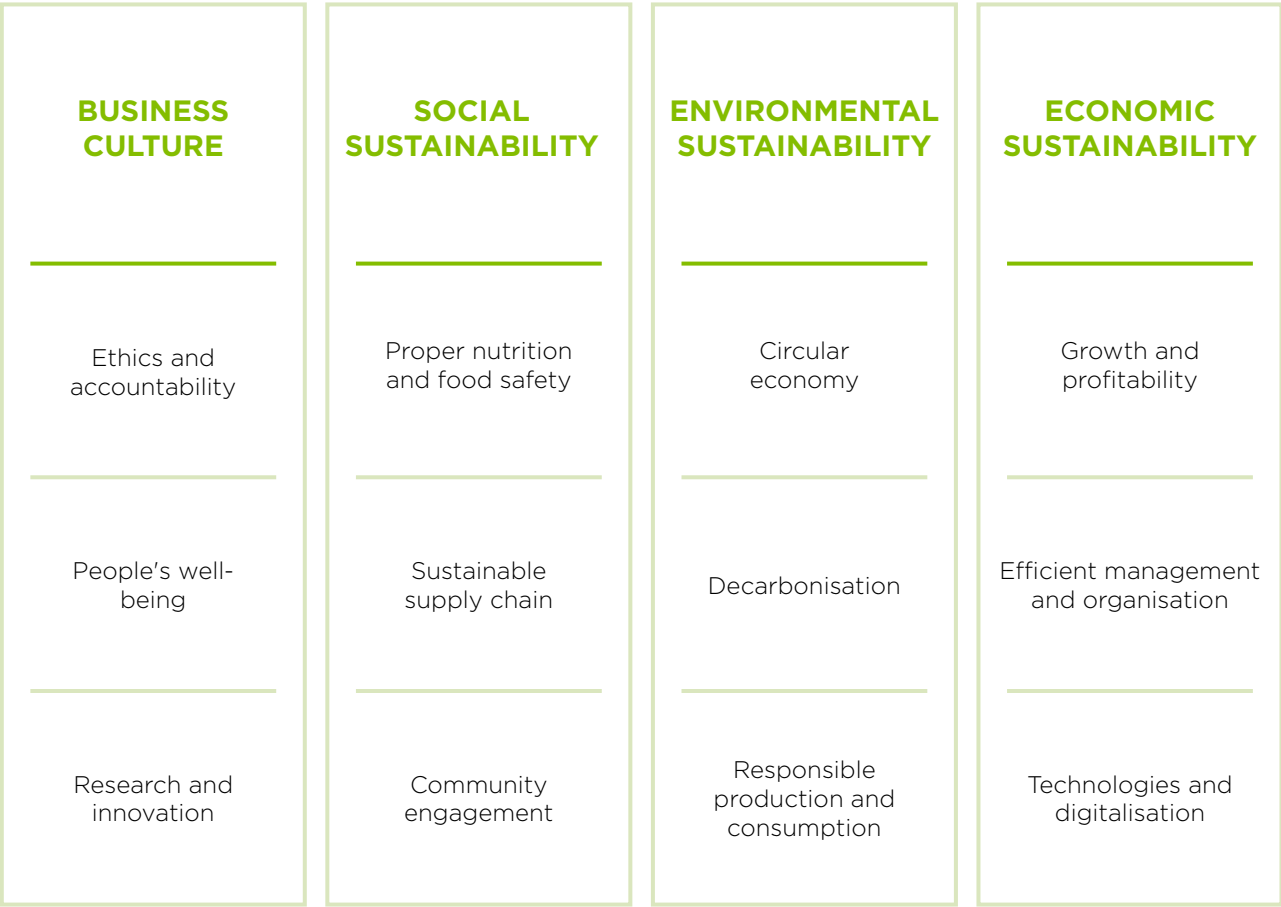 BUSINESS
CULTURE
Ethics and
accountability
People's well-
being
Research and
innovation
SOCIAL
SUSTAINABILITY
Proper nutrition
and food safety
Sustainable
supply chain
Community
engagement
ENVIRONMENTAL
SUSTAINABILITY
Circular
economy
Decarbonisation
Responsible
production and
consumption
ECONOMIC
SUSTAINABILITY
Growth and
profitability
Efficient management
and organisation
Technologies and
digitalisation